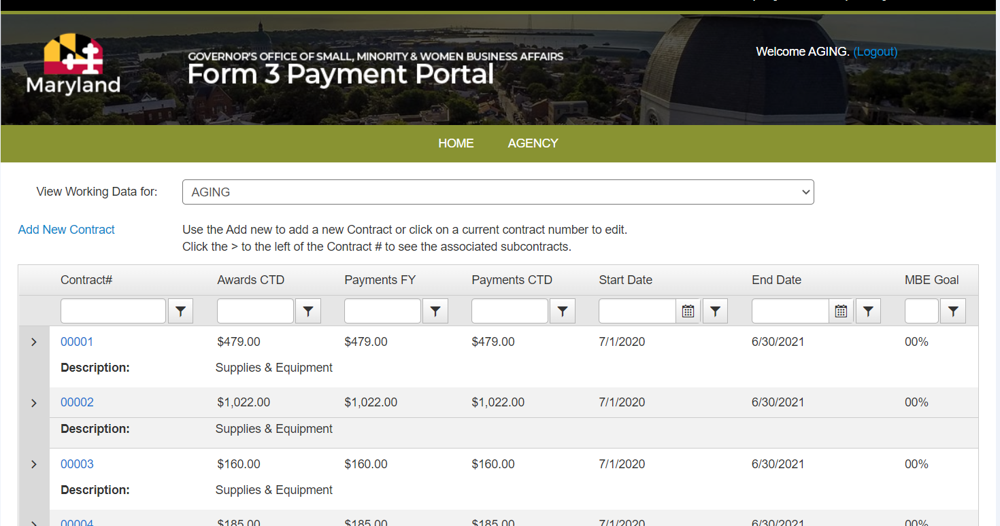 Maryland
GOVERNOR'S OFFICE OF SMALL, MINORITY & WOMEN BUSINESS AFFAIRS
Form 3 Payment Portal
Welcome AGING. (Logout)
HOME AGENCY
View Working Data for: AGING
Add New Contract Use the Add new to add a new Contract or click on a current contract number to edit.
Click the > to the left of the Contract # to see the associated subcontracts.
Contract# Awards CTD Payments FY Payments CTD Start Date End Date MBE Goal
> 00001 $479.00 $479.00 $479.00 7/1/2020 6/30/2021 00%
Description: Supplies & Equipment
> 00002 $1,022.00 $1,022.00 $1,022.00 7/1/2020 6/30/2021 00%
Description: Supplies & Equipment
> 00003 $160.00 $160.00 $160.00 7/1/2020 6/30/2021 00%
Description: Supplies & Equipment
> 00004 $185.00 $185.00 $185.00 7/1/2020 6/30/2021 00%